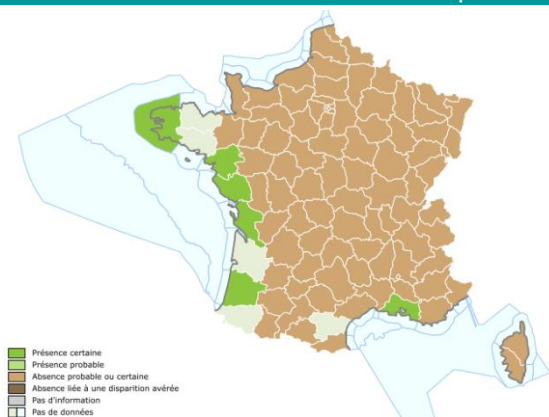 Présence certaine
Présence probable
Absence probable ou certaine
Absence liée à une disparition avérée
Pas d'information
Pas de données